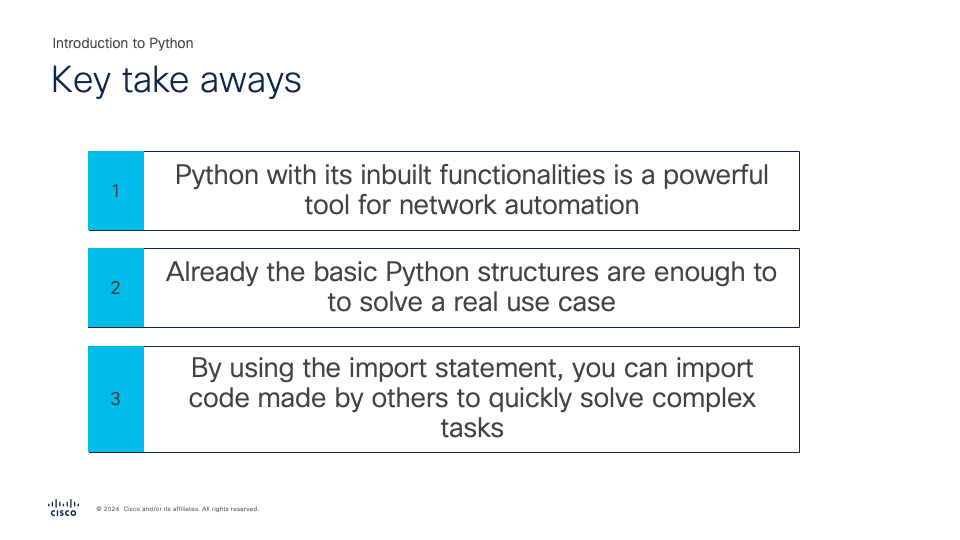 Introduction to Python
Key take aways
1
Python with its inbuilt functionalities is a powerful
tool for network automation
2
Already the basic Python structures are enough to
to solve a real use case
3
By using the import statement, you can import
code made by others to quickly solve complex
tasks
CISCO
© 2024 Cisco and/or its affiliates. All rights reserved.